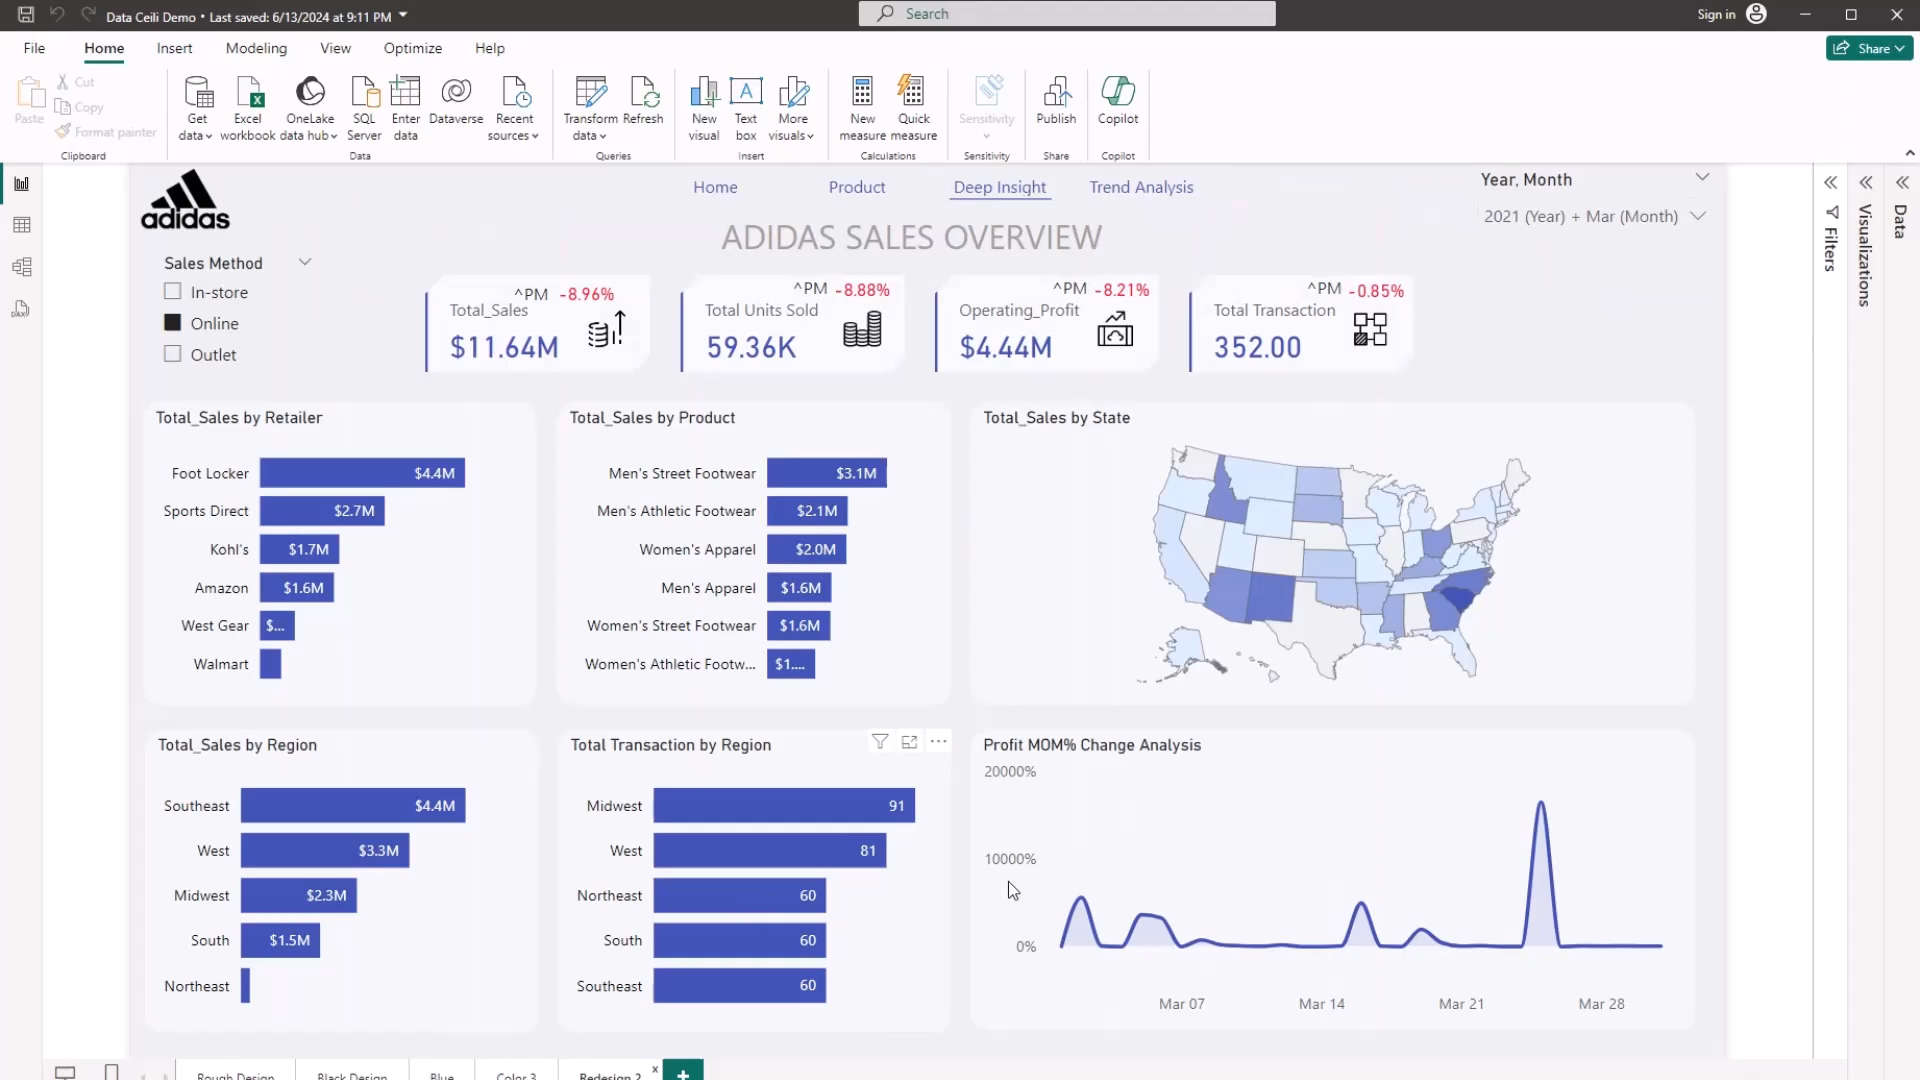 Data Ceili Demo • Last saved: 6/13/2024 at 9:11 PM
Search
Sign in
File Home Insert Modeling View Optimize Help
Share
Paste
Cut
Copy
Format painter
Clipboard
Get data
Excel workbook
OneLake data hub
SQL Server
Enter data
Dataverse
Recent sources
Data
Transform data
Refresh
Queries
New visual
Text box
More visuals
Insert
New measure
Quick measure
Calculations
Sensitivity
Sensitivity
Publish
Share
Copilot
Copilot
adidas
Home Product Deep Insight Trend Analysis
Year, Month
2021 (Year) + Mar (Month)
ADIDAS SALES OVERVIEW
Sales Method
In-store
Online
Outlet
^PM -8.96%
Total_Sales
$11.64M
^PM -8.88%
Total Units Sold
59.36K
^PM -8.21%
Operating_Profit
$4.44M
^PM -0.85%
Total Transaction
352.00
Total_Sales by Retailer
Foot Locker $4.4M
Sports Direct $2.7M
Kohl's $1.7M
Amazon $1.6M
West Gear $...
Walmart
Total_Sales by Product
Men's Street Footwear $3.1M
Men's Athletic Footwear $2.1M
Women's Apparel $2.0M
Men's Apparel $1.6M
Women's Street Footwear $1.6M
Women's Athletic Footw... $1....
Total_Sales by State
Total_Sales by Region
Southeast $4.4M
West $3.3M
Midwest $2.3M
South $1.5M
Northeast
Total Transaction by Region
Midwest 91
West 81
Northeast 60
South 60
Southeast 60
Profit MOM% Change Analysis
20000%
10000%
0%
Mar 07 Mar 14 Mar 21 Mar 28
Filters
Visualizations
Data
DAX
Rough Design Black Design Blue Color 3 Redesign 2